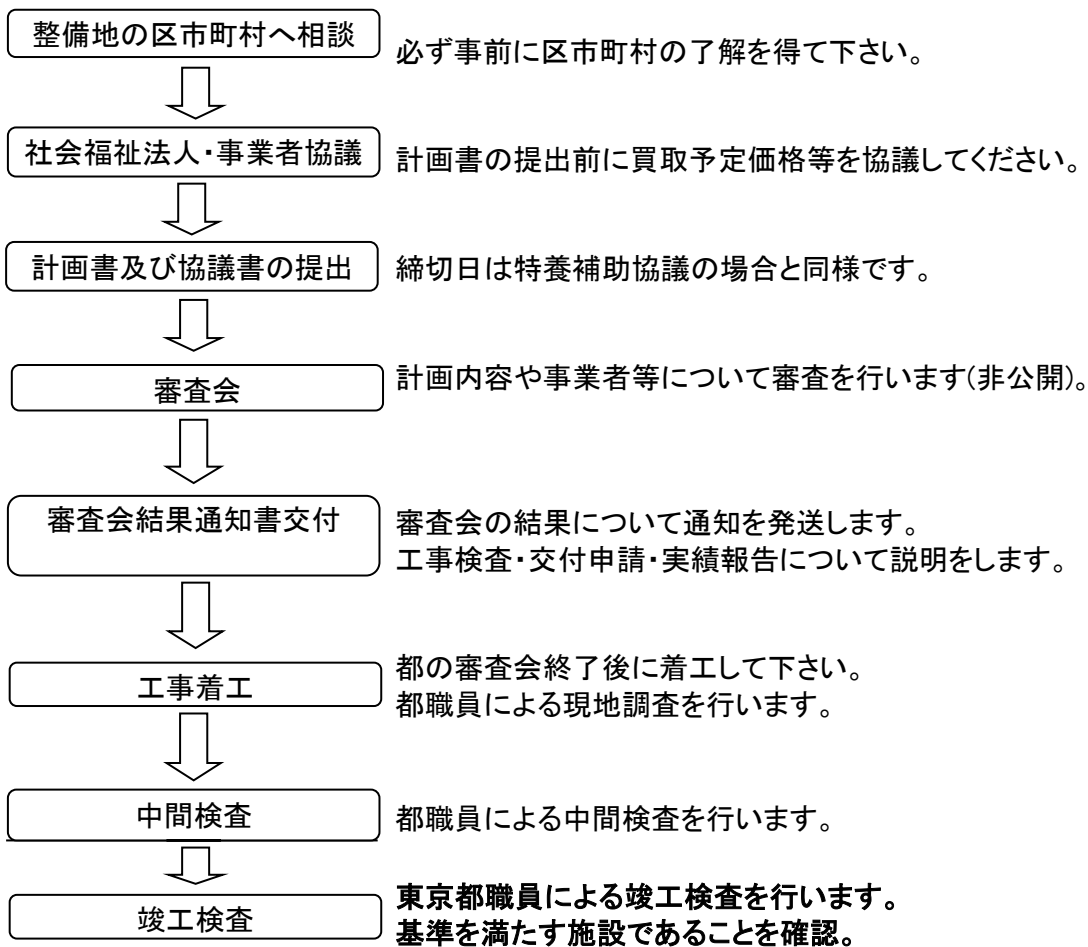 整備地の区市町村へ相談
必ず事前に区市町村の了解を得て下さい。
社会福祉法人・事業者協議
計画書の提出前に買取予定価格等を協議してください。
計画書及び協議書の提出
締切日は特養補助協議の場合と同様です。
審査会
計画内容や事業者等について審査を行います(非公開)。
審査会結果通知書交付
審査会の結果について通知を発送します。
工事検査・交付申請・実績報告について説明をします。
工事着工
都の審査会終了後に着工して下さい。
都職員による現地調査を行います。
中間検査
都職員による中間検査を行います。
竣工検査
東京都職員による竣工検査を行います。
基準を満たす施設であることを確認。